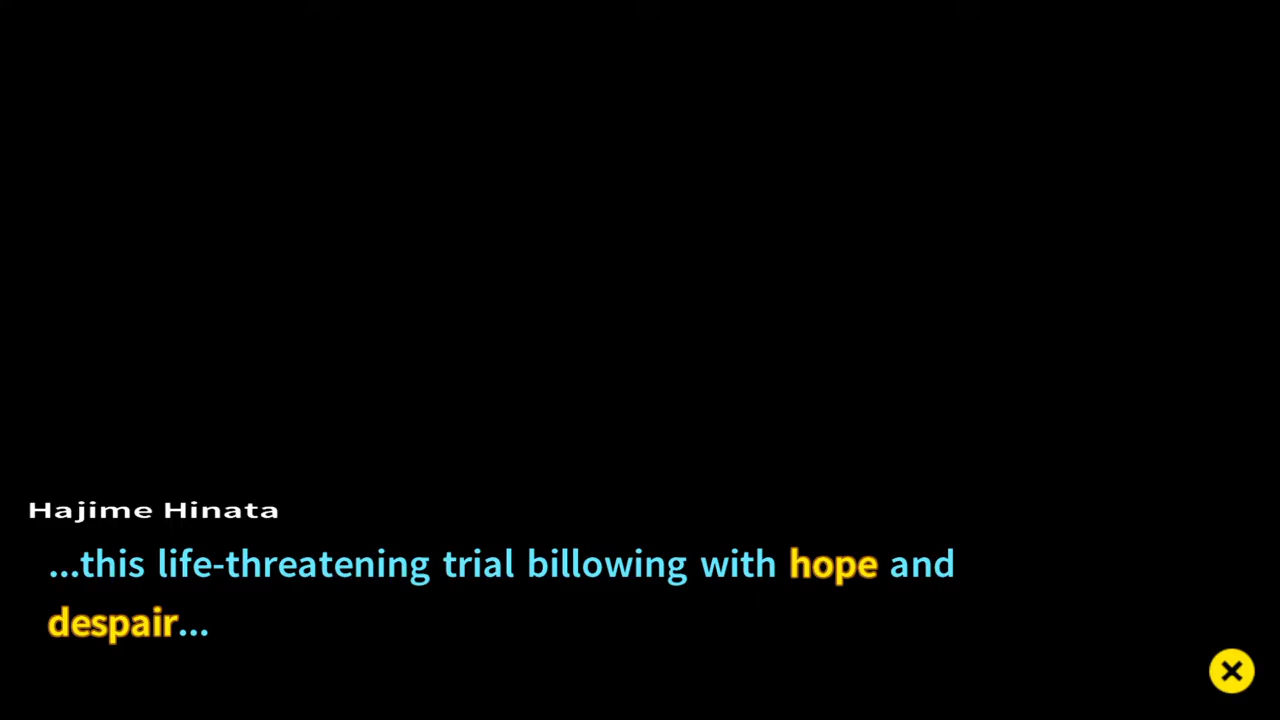 Hajime Hinata
...this life-threatening trial billowing with hope and
despair...